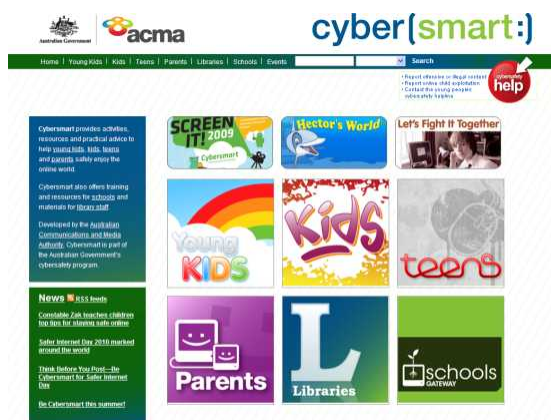 Australian Government
acma
cyber(smart:)
Home | Young Kids | Kids | Teens | Parents | Libraries | Schools | Events
Search
• Report offensive or illegal content
• Report online child exploitation
• Contact the young peoples
cybersafety helpline
cybersafety
help
Cybersmart provides activities,
resources and practical advice to
help young kids, kids, teens
and parents safely enjoy the
online world.
Cybersmart also offers training
and resources for schools and
materials for library staff.
Developed by the Australian
Communications and Media
Authority, Cybersmart is part of
the Australian Government's
cybersafety program.
SCREEN
IT! 2009
Cybersmart
Hector's World
Let's Fight It Together
Young
KIDS
Kids
teens
News RSS feeds
Constable Zak teaches children
top tips for staying safe online
Safer Internet Day 2010 marked
around the world
Think Before You Post—Be
Cybersmart for Safer Internet
Day
Be Cybersmart this summer!
Parents
L
Libraries
schools
GATEWAY